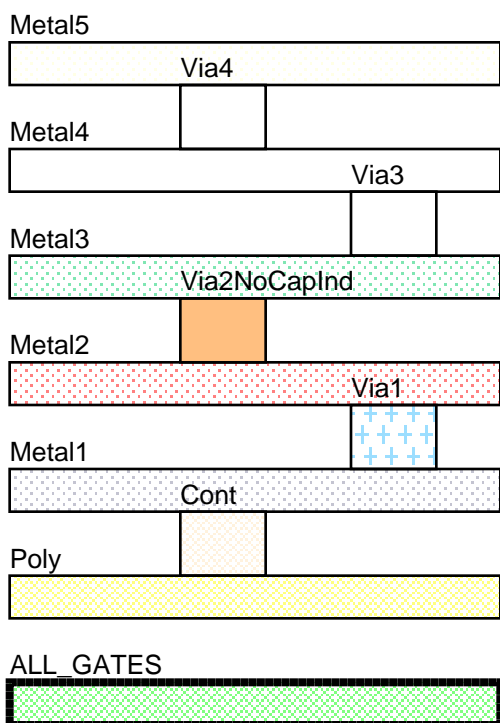 Metal5
Via4
Metal4
Via3
Metal3
Via2NoCapInd
Metal2
Via1
Metal1
Cont
Poly
ALL_GATES